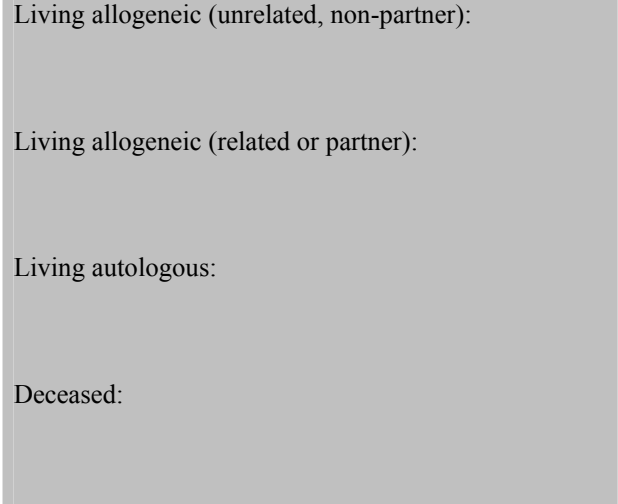 Living allogeneic (unrelated, non-partner):
Living allogeneic (related or partner):
Living autologous:
Deceased: